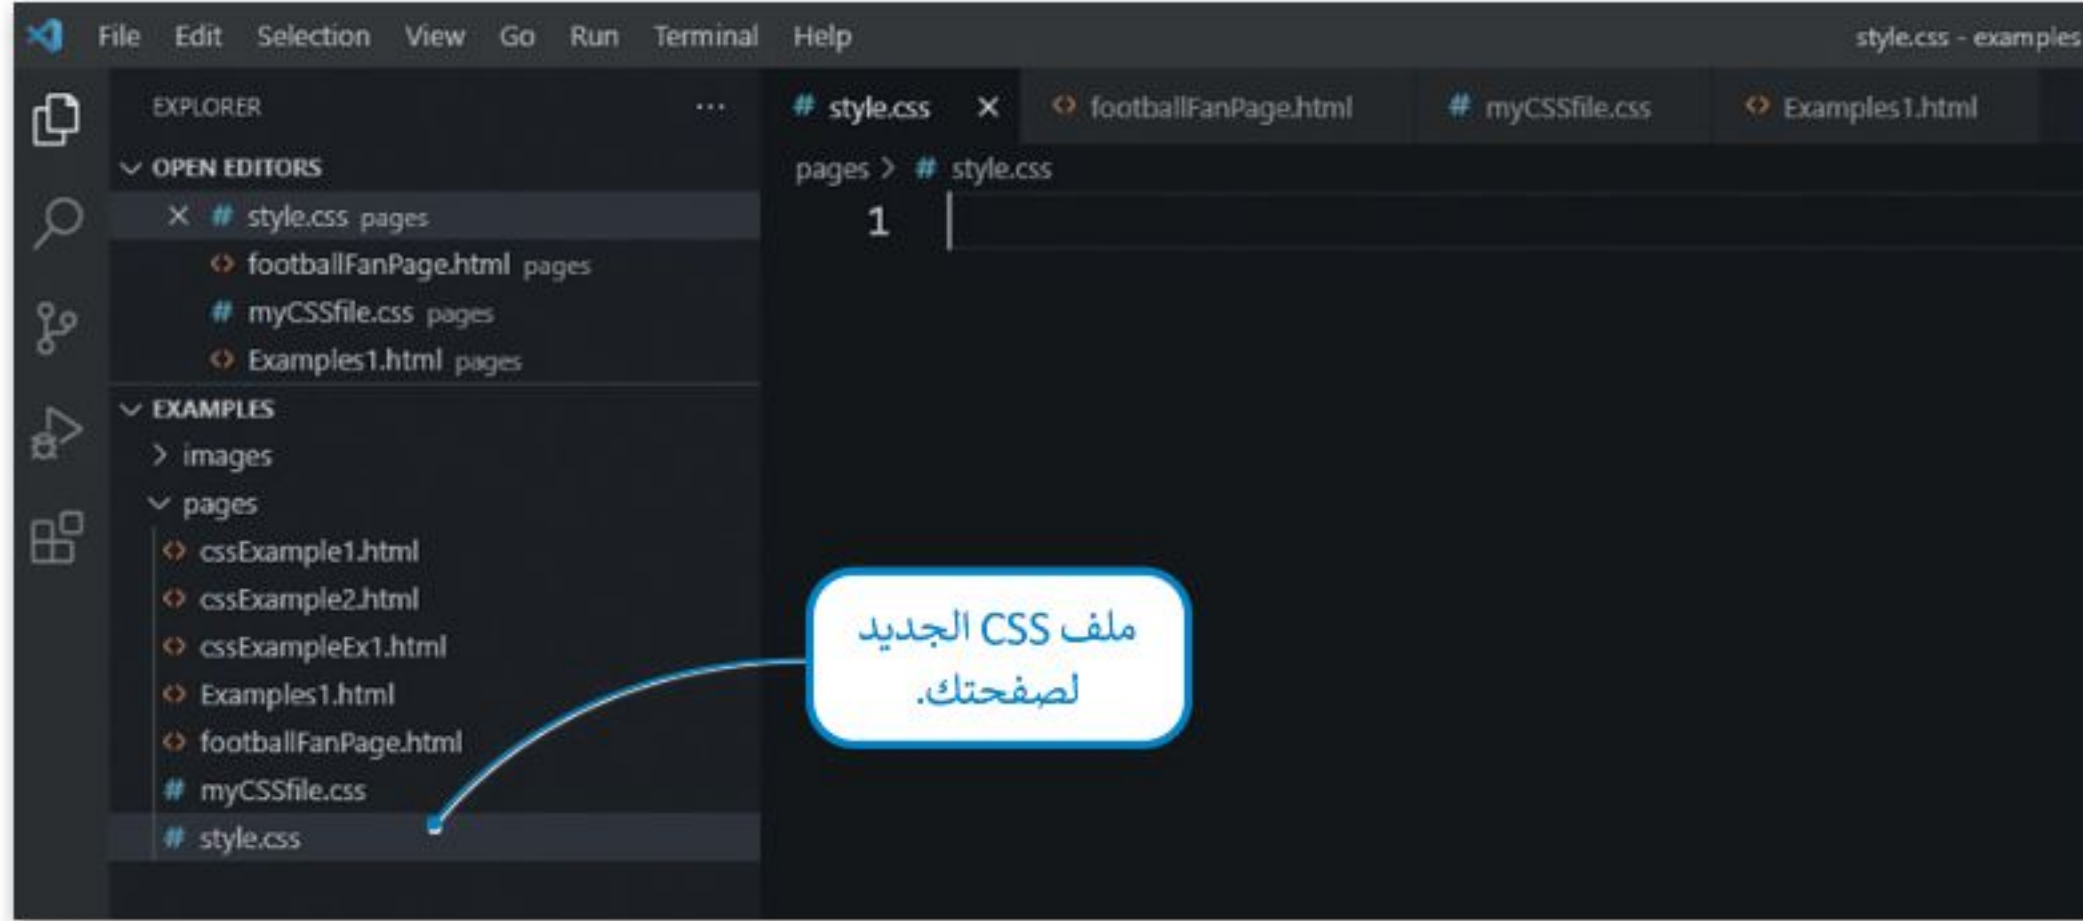 File Edit Selection View Go Run Terminal Help
style.css - examples
EXPLORER ...
OPEN EDITORS
# style.css pages
footballFanPage.html pages
# myCSSfile.css pages
Examples1.html pages
EXAMPLES
images
pages
cssExample1.html
cssExample2.html
cssExampleEx1.html
Examples1.html
footballFanPage.html
# myCSSfile.css
# style.css
# style.css footballFanPage.html # myCSSfile.css Examples1.html
pages > # style.css
1
ملف CSS الجديد
لصفحتك.